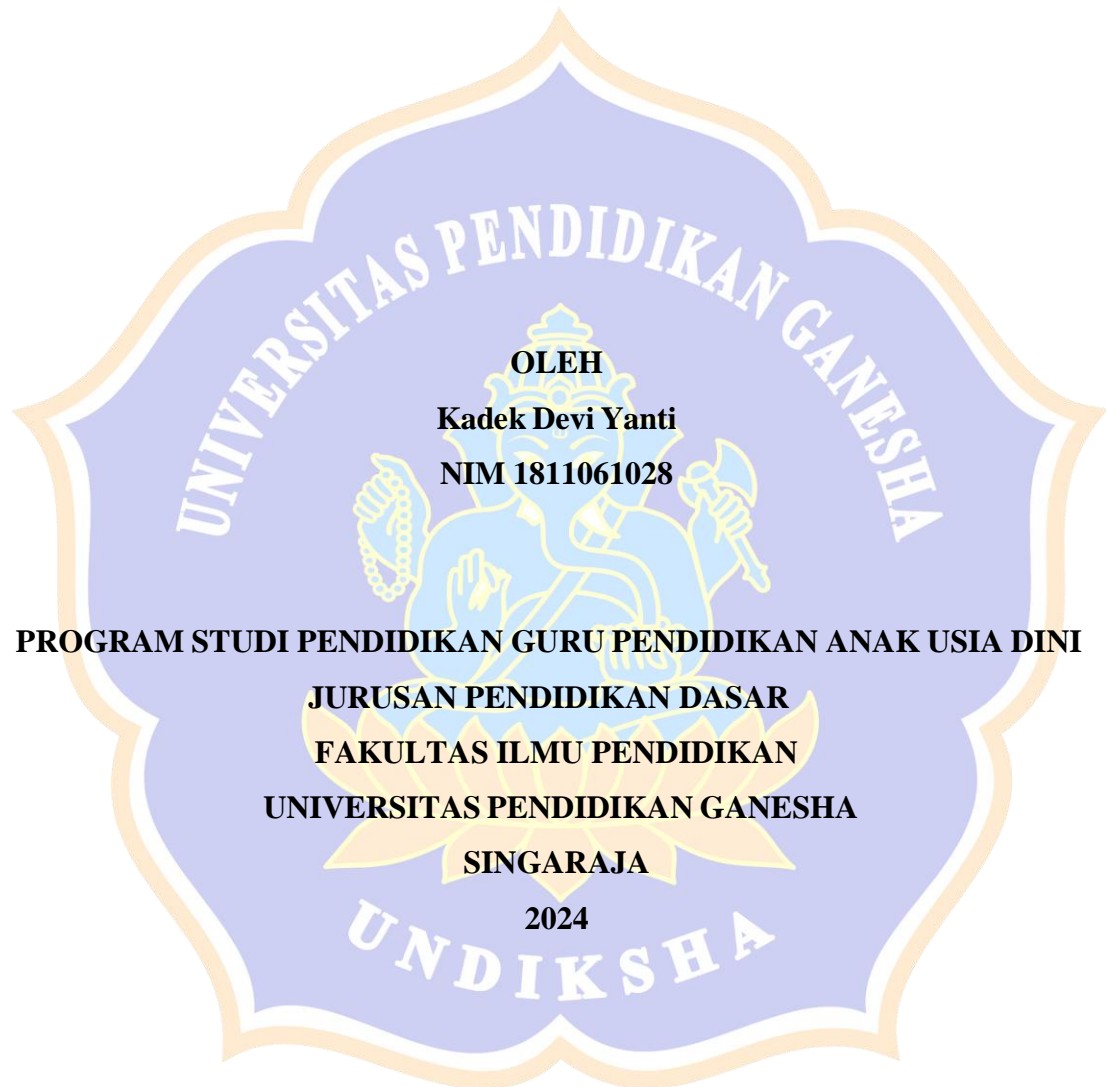 UNIVERSITAS PENDIDIKAN GANESHA
OLEH
Kadek Devi Yanti
NIM 1811061028
PROGRAM STUDI PENDIDIKAN GURU PENDIDIKAN ANAK USIA DINI
JURUSAN PENDIDIKAN DASAR
FAKULTAS ILMU PENDIDIKAN
UNIVERSITAS PENDIDIKAN GANESHA
SINGARAJA
2024
UNDIKSHA